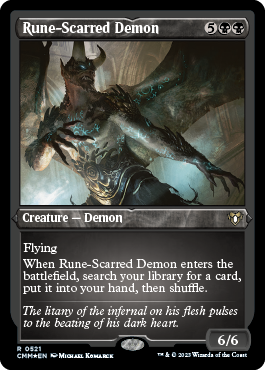 Rune-Scarred Demon 5
Creature — Demon
Flying
When Rune-Scarred Demon enters the
battlefield, search your library for a card,
put it into your hand, then shuffle.
The litany of the infernal on his flesh pulses
to the beating of his dark heart.
6/6
R 0521
CMM★EN Michael Komarck
™ & © 2023 Wizards of the Coast